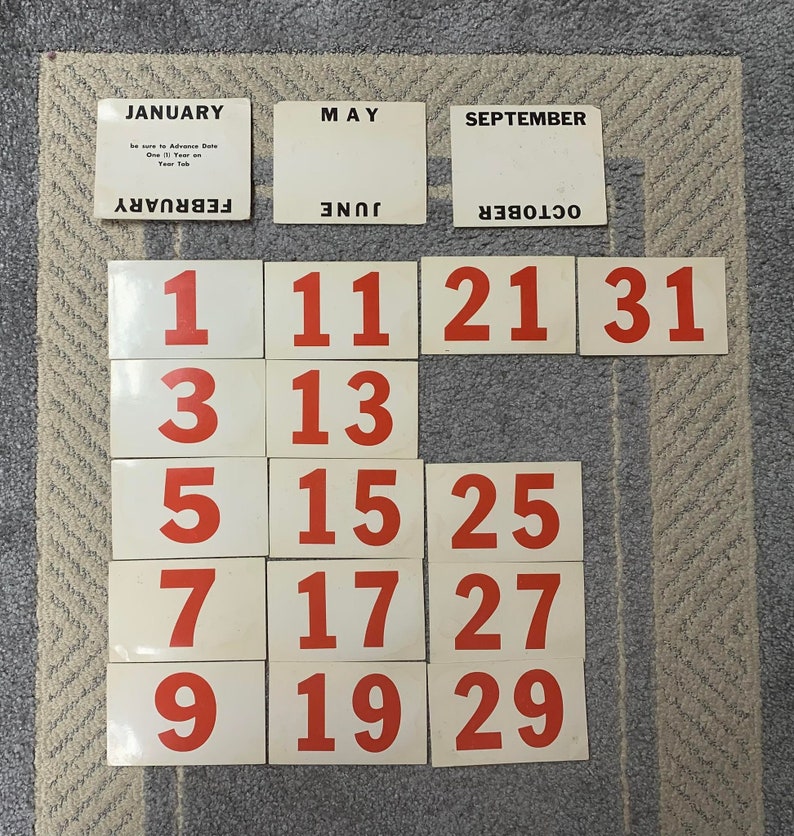 JANUARY
be sure to Advance Date
One (1) Year on
Year Tab
FEBRUARY
MAY
JUNE
SEPTEMBER
OCTOBER
1
11
21
31
3
13
5
15
25
7
17
27
9
19
29